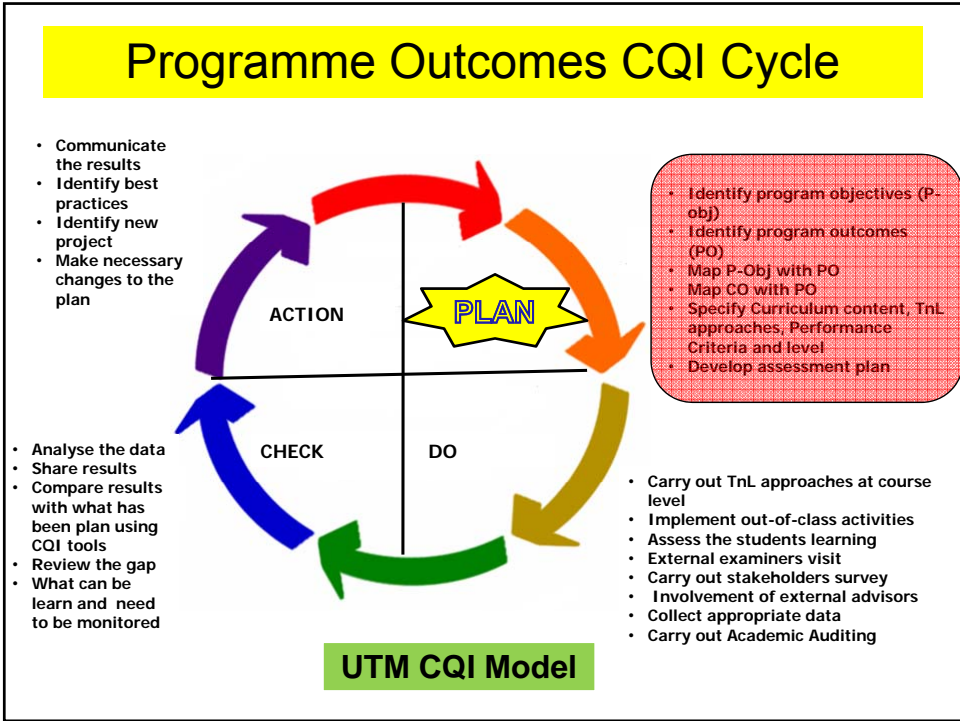 Programme Outcomes CQI Cycle
• Communicate
the results
• Identify best
practices
• Identify new
project
• Make necessary
changes to the
plan
ACTION
PLAN
• Identify program objectives (P-
obj)
• Identify program outcomes
(PO)
• Map P-Obj with PO
• Map CO with PO
• Specify Curriculum content, TnL
approaches, Performance
Criteria and level
• Develop assessment plan
CHECK
DO
• Analyse the data
• Share results
• Compare results
with what has
been plan using
CQI tools
• Review the gap
• What can be
learn and need
to be monitored
• Carry out TnL approaches at course
level
• Implement out-of-class activities
• Assess the students learning
• External examiners visit
• Carry out stakeholders survey
• Involvement of external advisors
• Collect appropriate data
• Carry out Academic Auditing
UTM CQI Model